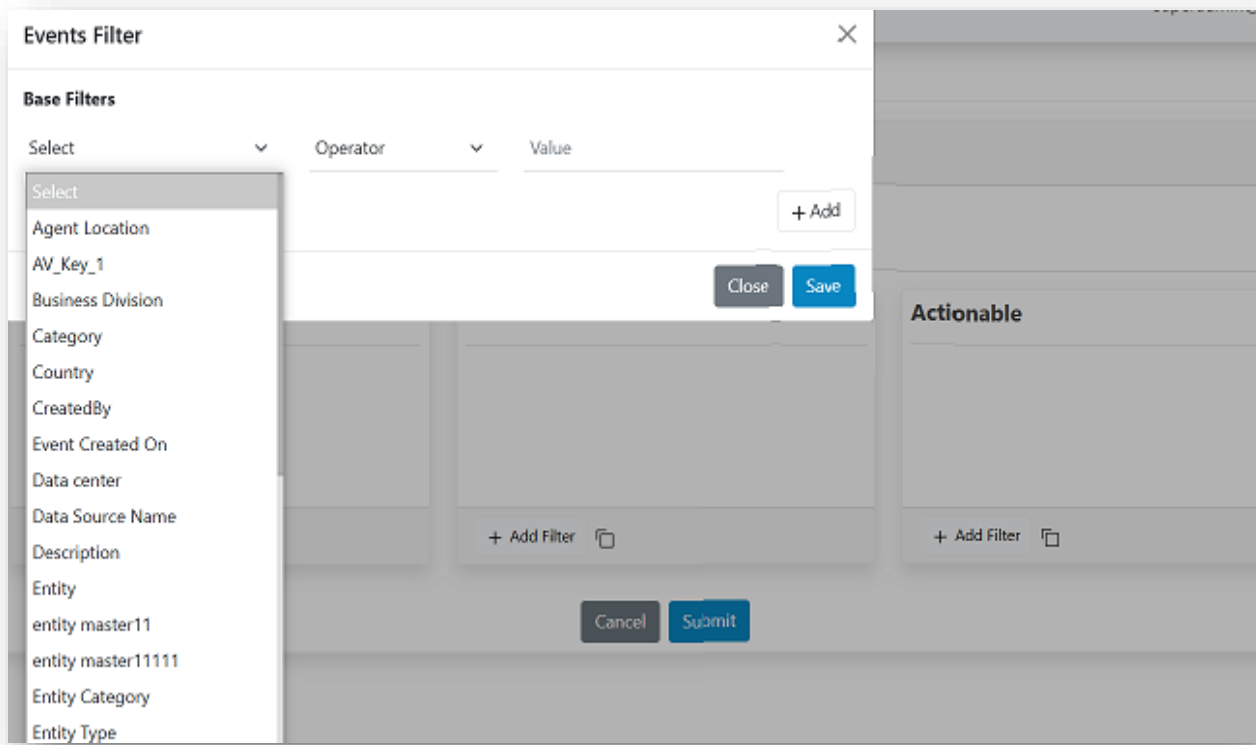 Events Filter
Base Filters
Select Operator Value
Select
Agent Location
+ Add
AV_Key_1
Business Division
Close Save
Category
Actionable
Country
CreatedBy
Event Created On
Data center
Data Source Name
Description
+ Add Filter
+ Add Filter
Entity
entity master11
Cancel Submit
entity master11111
Entity Category
Entity Type